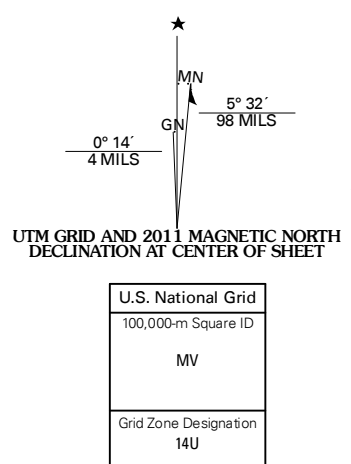 ★
MN
5° 32´
98 MILS
GN
0° 14´
4 MILS
UTM GRID AND 2011 MAGNETIC NORTH
DECLINATION AT CENTER OF SHEET
U.S. National Grid
100,000-m Square ID
MV
Grid Zone Designation
14U